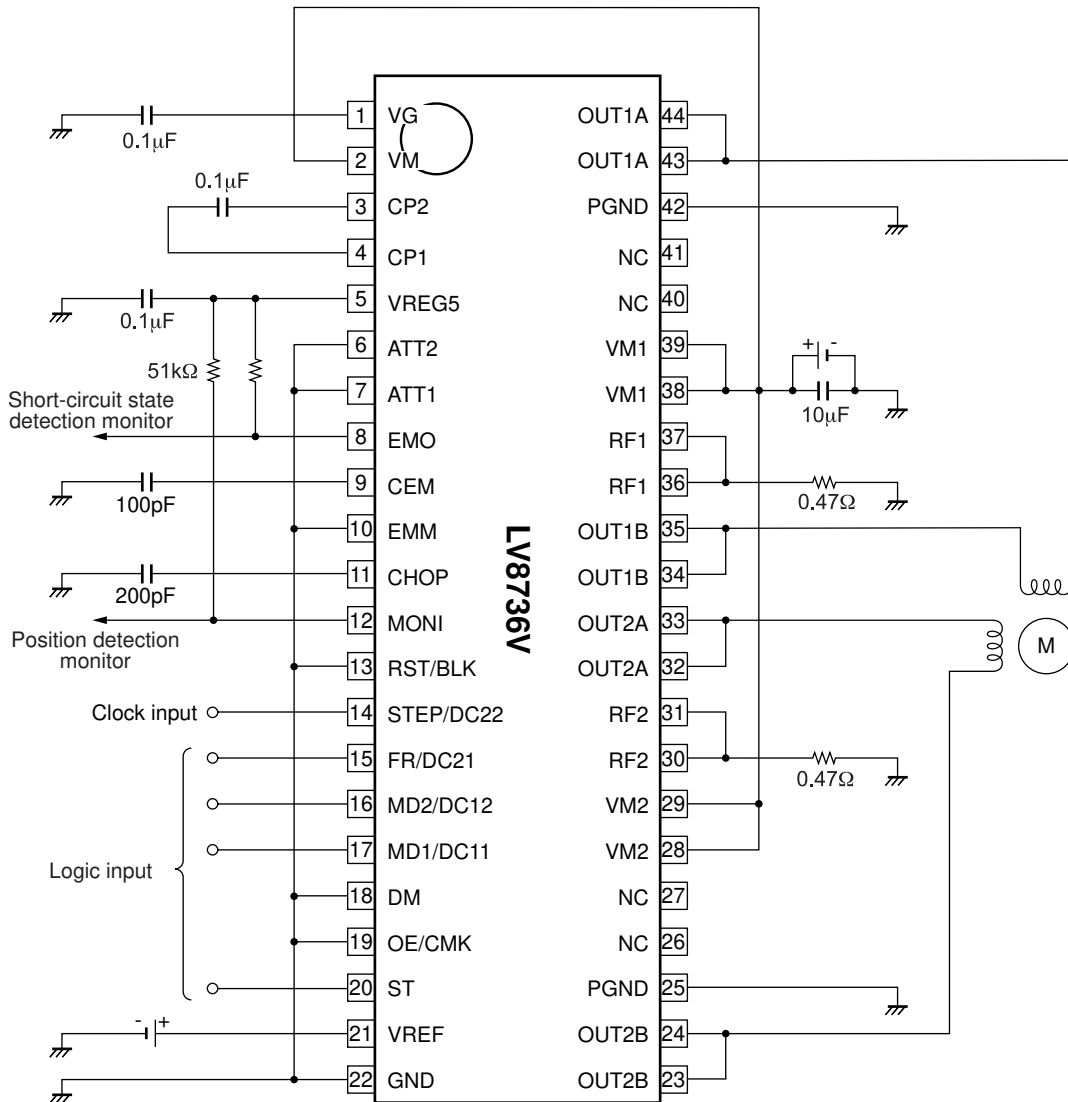 1 VG OUT1A 44
0.1µF
2 VM OUT1A 43
0.1µF
3 CP2 PGND 42
4 CP1 NC 41
5 VREG5 NC 40
0.1µF
6 ATT2 VM1 39
+ -
51kΩ
7 ATT1 VM1 38
10µF
Short-circuit state
detection monitor
8 EMO RF1 37
9 CEM RF1 36
100pF
0.47Ω
10 EMM OUT1B 35
11 CHOP OUT1B 34
200pF
LV8736V
12 MONI OUT2A 33
Position detection
monitor
M
13 RST/BLK OUT2A 32
Clock input
14 STEP/DC22 RF2 31
15 FR/DC21 RF2 30
0.47Ω
16 MD2/DC12 VM2 29
17 MD1/DC11 VM2 28
Logic input
18 DM NC 27
19 OE/CMK NC 26
20 ST PGND 25
- +
21 VREF OUT2B 24
22 GND OUT2B 23